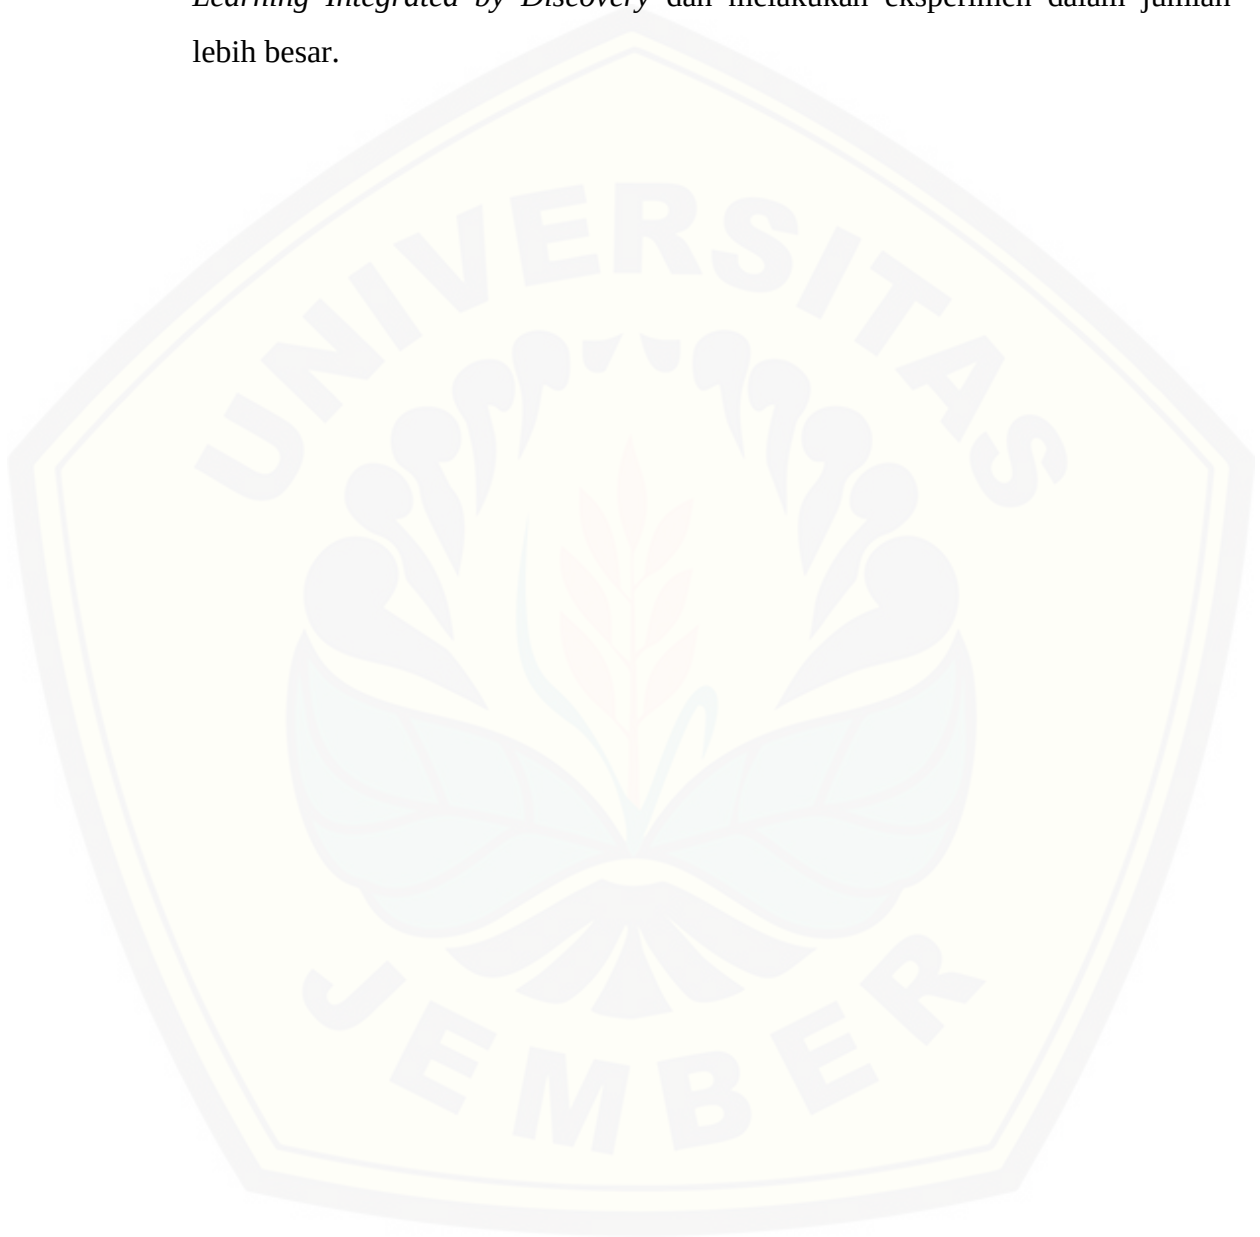 Learning Integrated by Discovery dan melakukan eksperimen dalam jumlah
lebih besar.
UNIVERSITAS
JEMBER